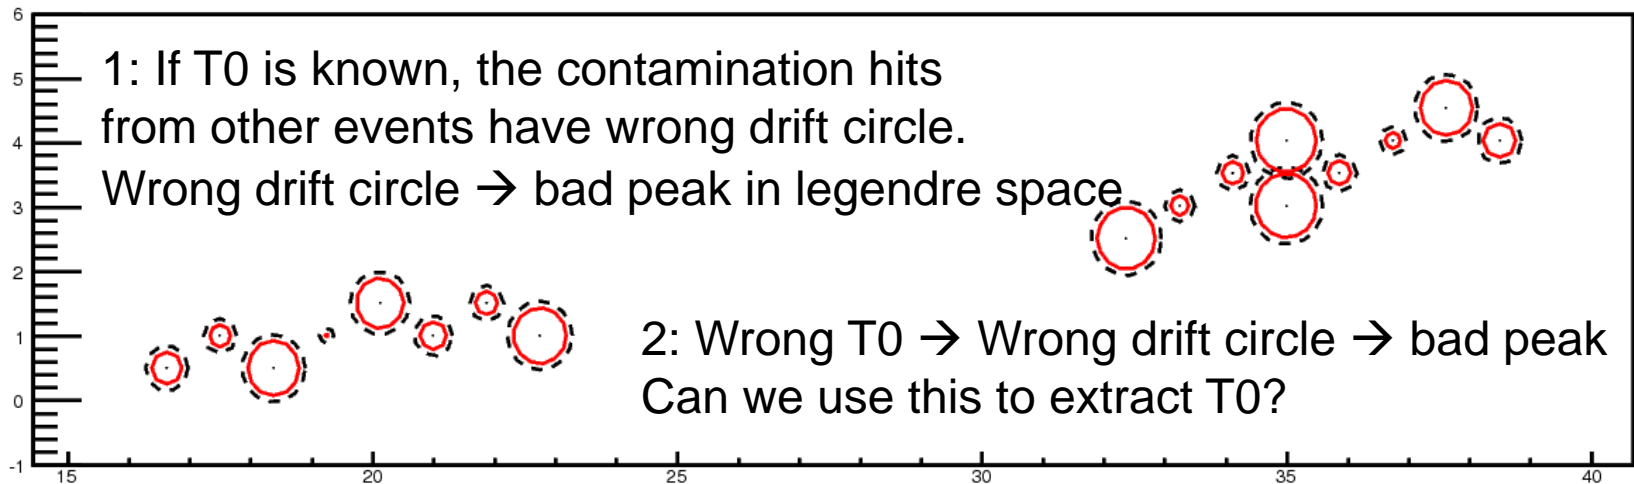 6
1: If T0 is known, the contamination hits
5
from other events have wrong drift circle.
4
Wrong drift circle → bad peak in legendre space
3
2
2: Wrong T0 → Wrong drift circle → bad peak
1
Can we use this to extract T0?
0
-1
15 20 25 30 35 40